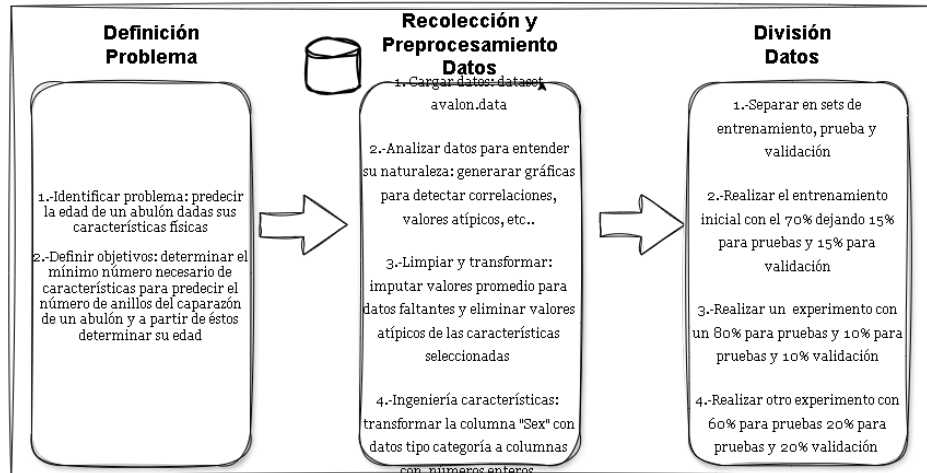 Definición
Problema
1.-Identificar problema: predecir
la edad de un abulón dadas sus
características físicas
2.-Definir objetivos: determinar el
mínimo número necesario de
características para predecir el
número de anillos del caparazón
de un abulón y a partir de éstos
determinar su edad
Recolección y
Preprocesamiento
Datos
1. Cargar datos: dataset
avalon.data
2.-Analizar datos para entender
su naturaleza: generarar gráficas
para detectar correlaciones,
valores atípicos, etc..
3.-Limpiar y transformar:
imputar valores promedio para
datos faltantes y eliminar valores
atípicos de las características
seleccionadas
4.-Ingeniería características:
transformar la columna "Sex" con
datos tipo categoría a columnas
con números enteros
División
Datos
1.-Separar en sets de
entrenamiento, prueba y
validación
2.-Realizar el entrenamiento
inicial con el 70% dejando 15%
para pruebas y 15% para
validación
3.-Realizar un experimento con
un 80% para pruebas y 10% para
pruebas y 10% validación
4.-Realizar otro experimento con
60% para pruebas 20% para
pruebas y 20% validación